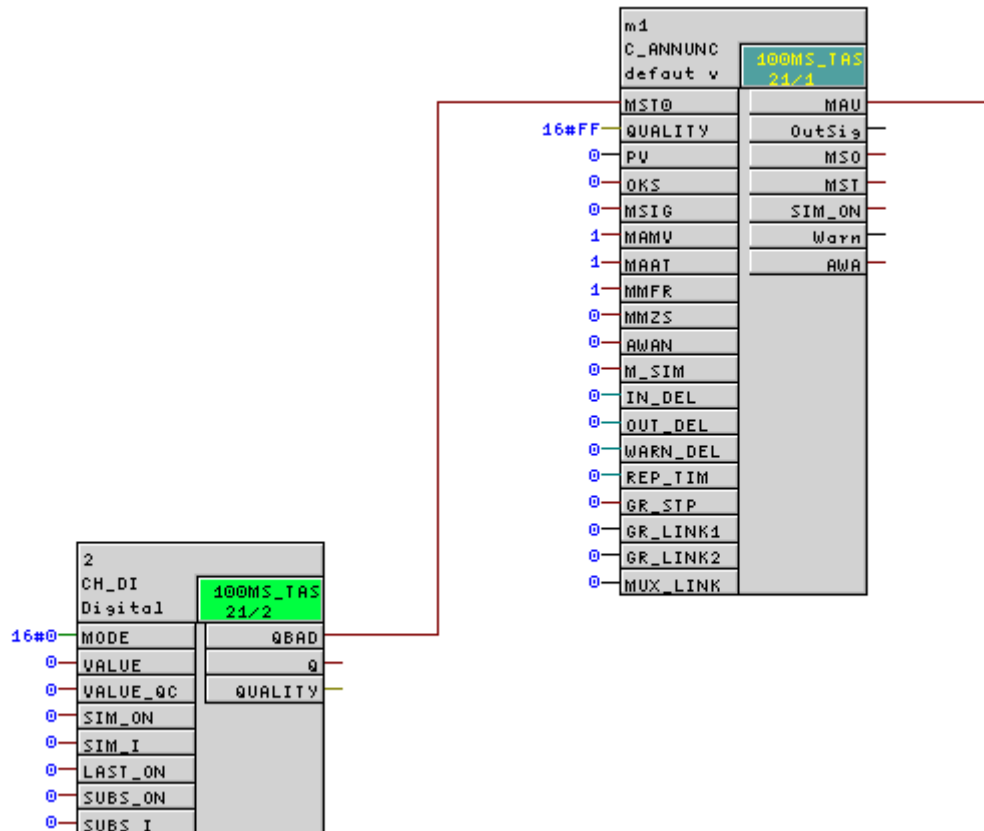 m1
C_ANNUNC
defaut v
100MS_TAS
21/1
MST0 MAU
16#FF QUALITY OutSig
0 PV MSO
0 OKS MST
0 MSIG SIM_ON
1 MAMV Warn
1 MAAT AWA
1 MMFR
0 MMZS
0 AWAN
0 M_SIM
0 IN_DEL
0 OUT_DEL
0 WARN_DEL
0 REP_TIM
0 GR_STP
0 GR_LINK1
0 GR_LINK2
0 MUX_LINK
2
CH_DI
Digital
100MS_TAS
21/2
16#0 MODE QBAD
0 VALUE Q
0 VALUE_QC QUALITY
0 SIM_ON
0 SIM_I
0 LAST_ON
0 SUBS_ON
0 SUBS_I